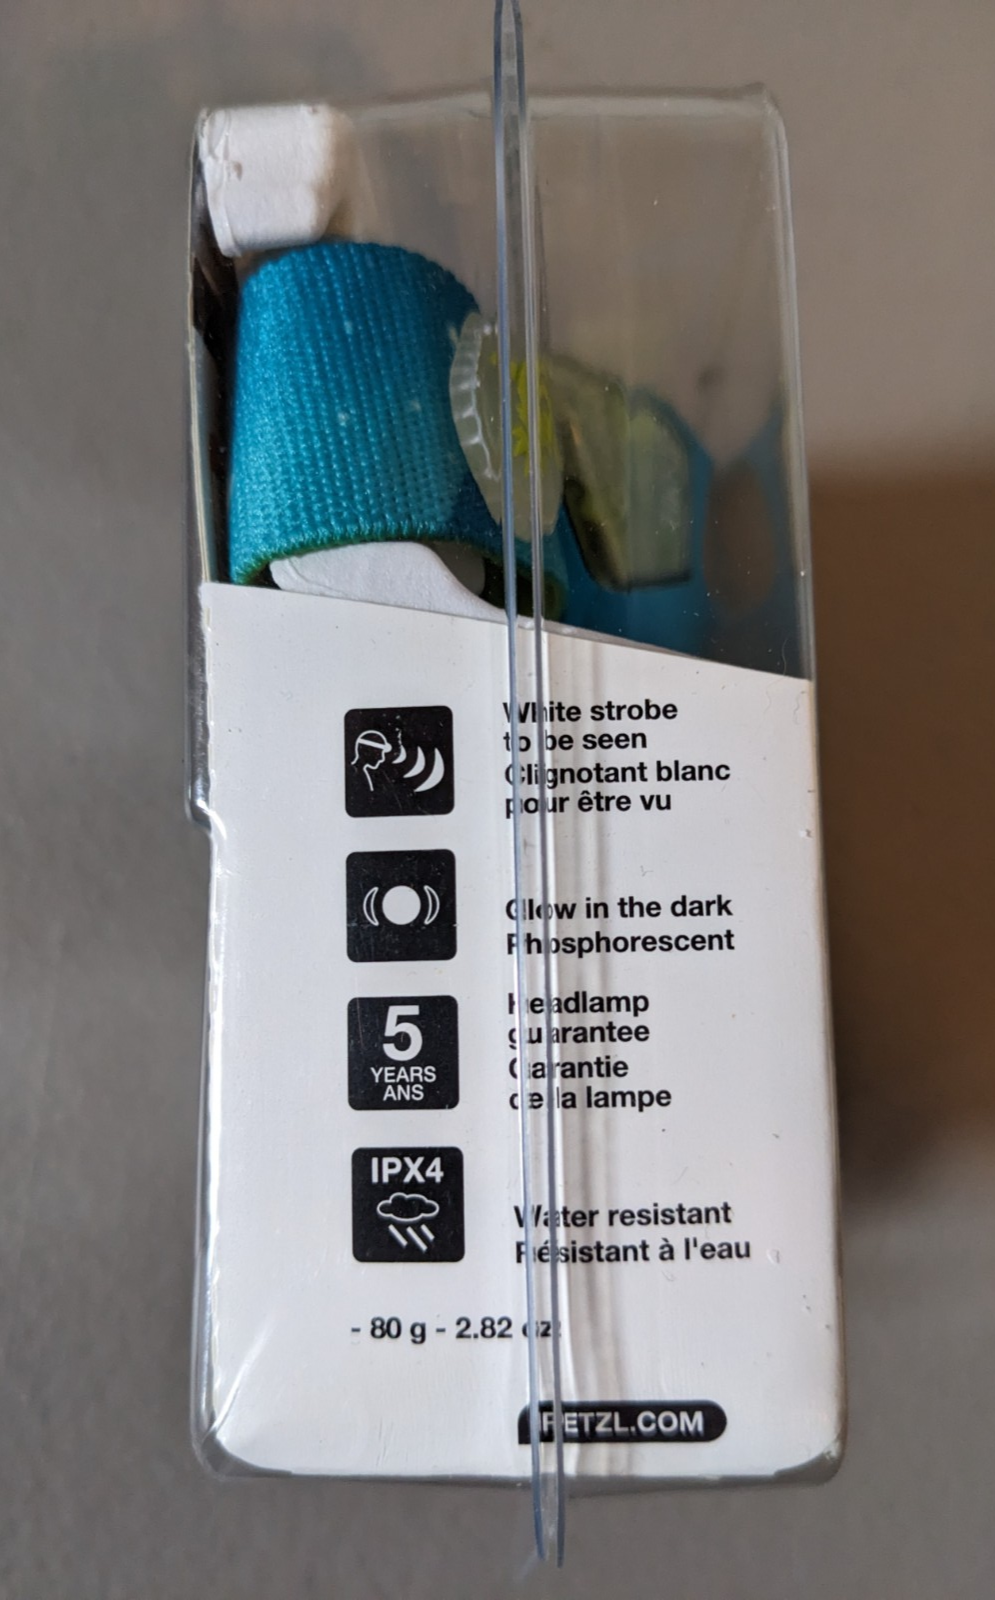 White strobe
to be seen
Clignotant blanc
pour être vu
Glow in the dark
Phosphorescent
5
YEARS
ANS
Headlamp
guarantee
Garantie
de la lampe
IPX4
Water resistant
Résistant à l'eau
- 80 g - 2.82 oz
PETZL.COM